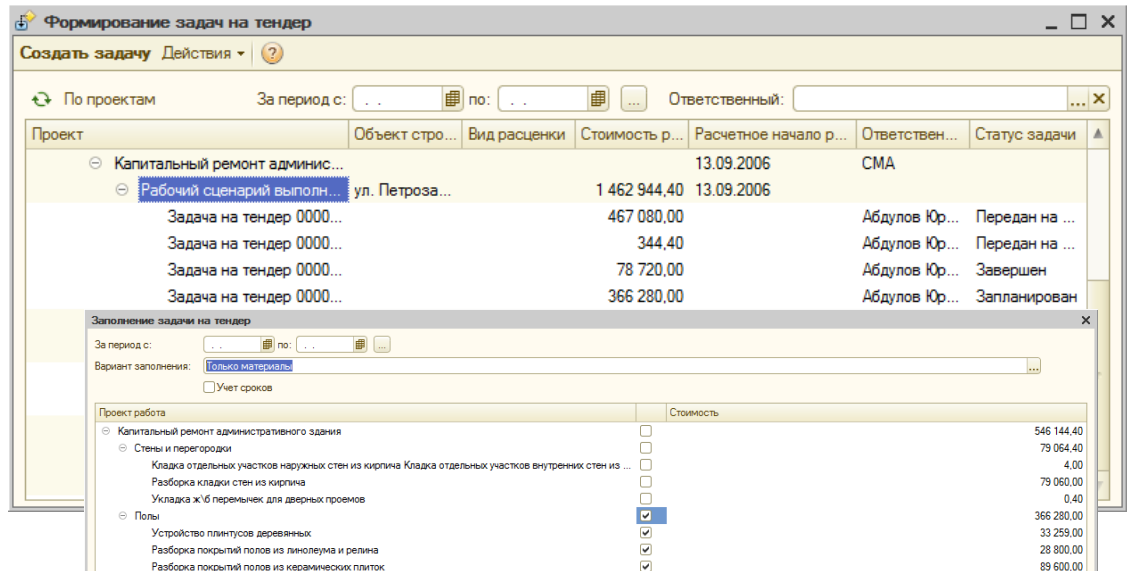 Формирование задач на тендер
Создать задачу Действия
По проектам За период с: . . по: . . ... Ответственный: ...
Проект Объект стро... Вид расценки Стоимость р... Расчетное начало р... Ответствен... Статус задачи
Капитальный ремонт админис... 13.09.2006 СМА
Рабочий сценарий выполн... ул. Петроза... 1 462 944,40 13.09.2006
Задача на тендер 0000... 467 080,00 Абдулов Юр... Передан на ...
Задача на тендер 0000... 344,40 Абдулов Юр... Передан на ...
Задача на тендер 0000... 78 720,00 Абдулов Юр... Завершен
Задача на тендер 0000... 366 280,00 Абдулов Юр... Запланирован
Заполнение задачи на тендер
За период с: . . по: . . ...
Вариант заполнения: Только материалы ...
Учет сроков
Проект работа Стоимость
Капитальный ремонт административного здания 546 144,40
Стены и перегородки 79 064,40
Кладка отдельных участков наружных стен из кирпича Кладка отдельных участков внутренних стен из ... 4,00
Разборка кладки стен из кирпича 79 060,00
Укладка ж\б перемычек для дверных проемов 0,40
Полы 366 280,00
Устройство плинтусов деревянных 33 259,00
Разборка покрытий полов из линолеума и релина 28 800,00
Разборка покрытий полов из керамических плиток 89 600,00